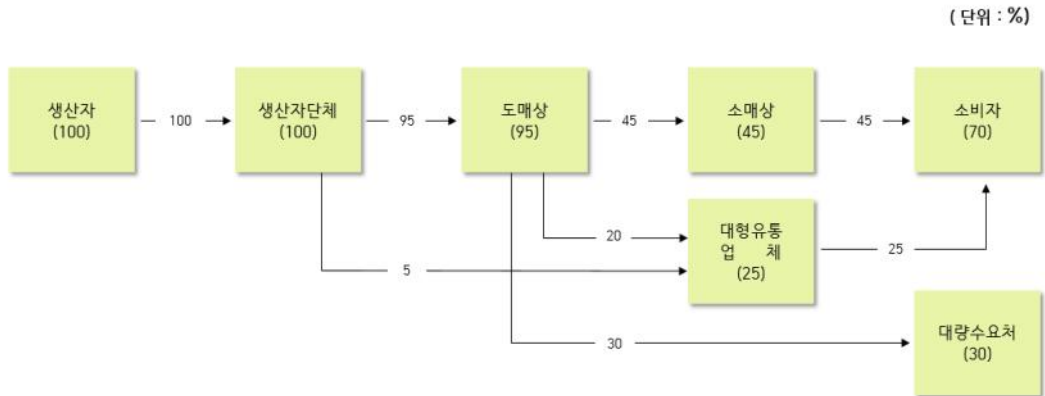 ( 단위 : %)
생산자
(100)
100
생산자단체
(100)
95
도매상
(95)
45
소매상
(45)
45
소비자
(70)
20
5
대형유통
업 체
(25)
25
30
대량수요처
(30)